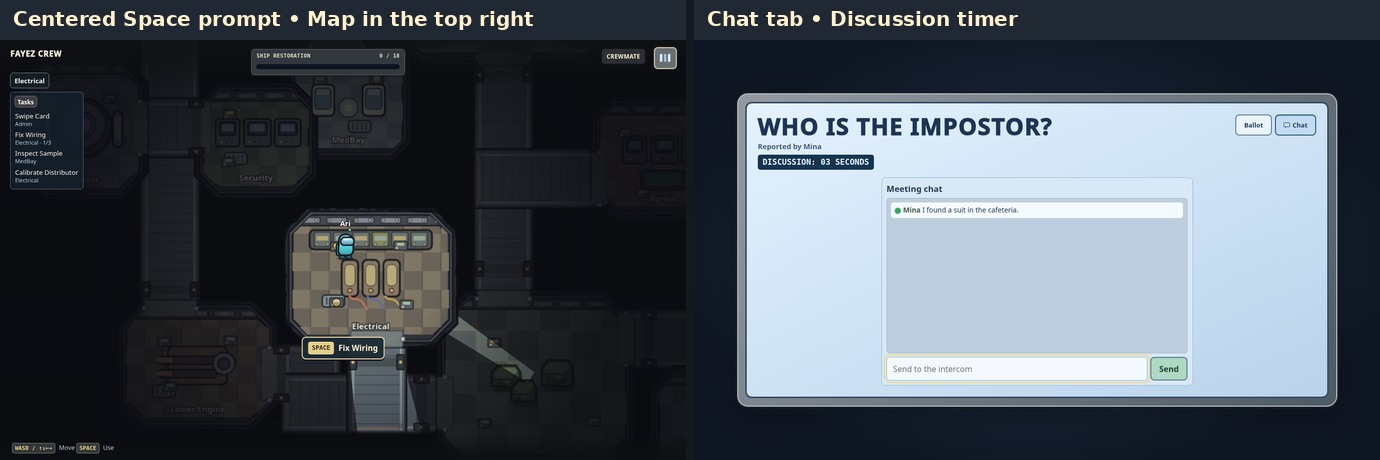 Centered Space prompt • Map in the top right
FAYEZ CREW
SHIP RESTORATION 0 / 18
CREWMATE
Electrical
Tasks
Swipe Card
Admin
Fix Wiring
Electrical · 1/3
Inspect Sample
MedBay
Calibrate Distributor
Electrical
MedBay
Security
Admin
Ari
Electrical
SPACE Fix Wiring
Lower Engine
WASD / ↑↓←→ Move SPACE Use
Chat tab • Discussion timer
WHO IS THE IMPOSTOR?
Ballot
Chat
Reported by Mina
DISCUSSION: 03 SECONDS
Meeting chat
Mina I found a suit in the cafeteria.
Send to the intercom
Send